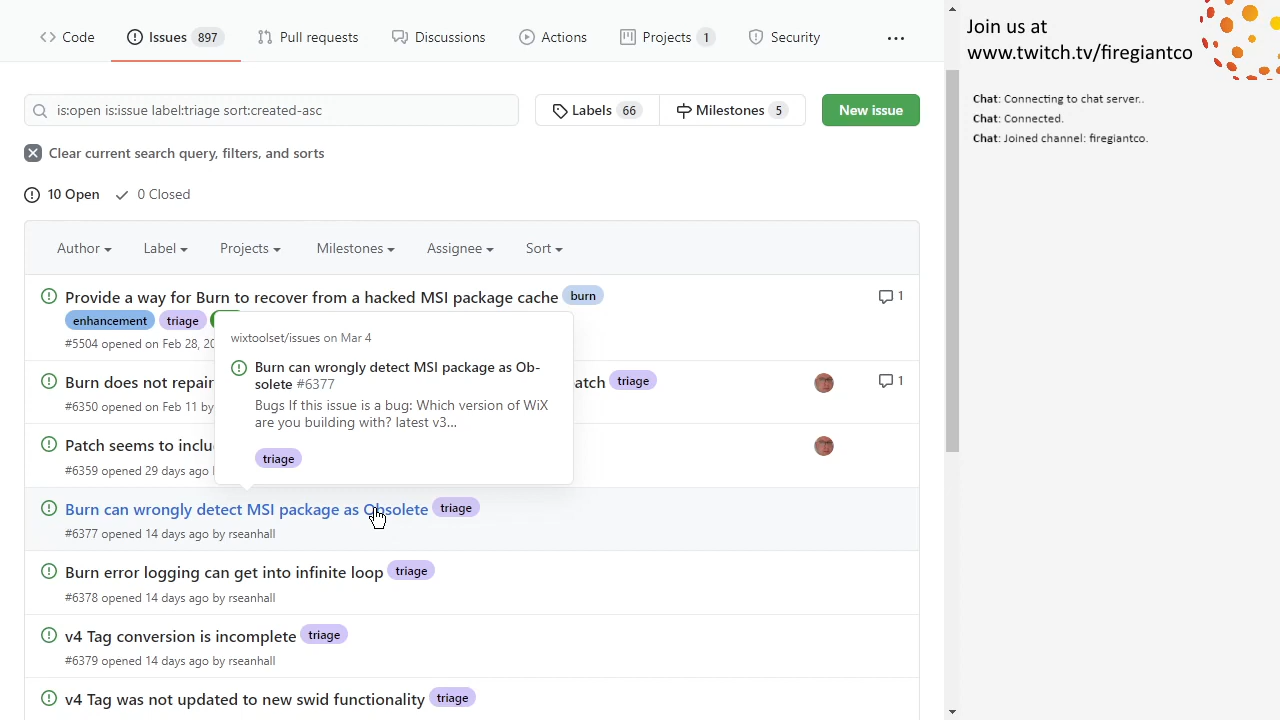 Code
Issues 897
Pull requests
Discussions
Actions
Projects 1
Security
...
is:open is:issue label:triage sort:created-asc
Labels 66
Milestones 5
New issue
Clear current search query, filters, and sorts
10 Open
0 Closed
Author
Label
Projects
Milestones
Assignee
Sort
Provide a way for Burn to recover from a hacked MSI package cache burn
1
enhancement triage
#5504 opened on Feb 28, 20
wixtoolset/issues on Mar 4
Burn can wrongly detect MSI package as Ob-
solete #6377
Bugs If this issue is a bug: Which version of WiX
are you building with? latest v3...
triage
Burn does not repair
atch triage
1
#6350 opened on Feb 11 by
Patch seems to inclu
#6359 opened 29 days ago
Burn can wrongly detect MSI package as Obsolete triage
#6377 opened 14 days ago by rseanhall
Burn error logging can get into infinite loop triage
#6378 opened 14 days ago by rseanhall
v4 Tag conversion is incomplete triage
#6379 opened 14 days ago by rseanhall
v4 Tag was not updated to new swid functionality triage
Join us at
www.twitch.tv/firegiantco
Chat: Connecting to chat server..
Chat: Connected.
Chat: Joined channel: firegiantco.